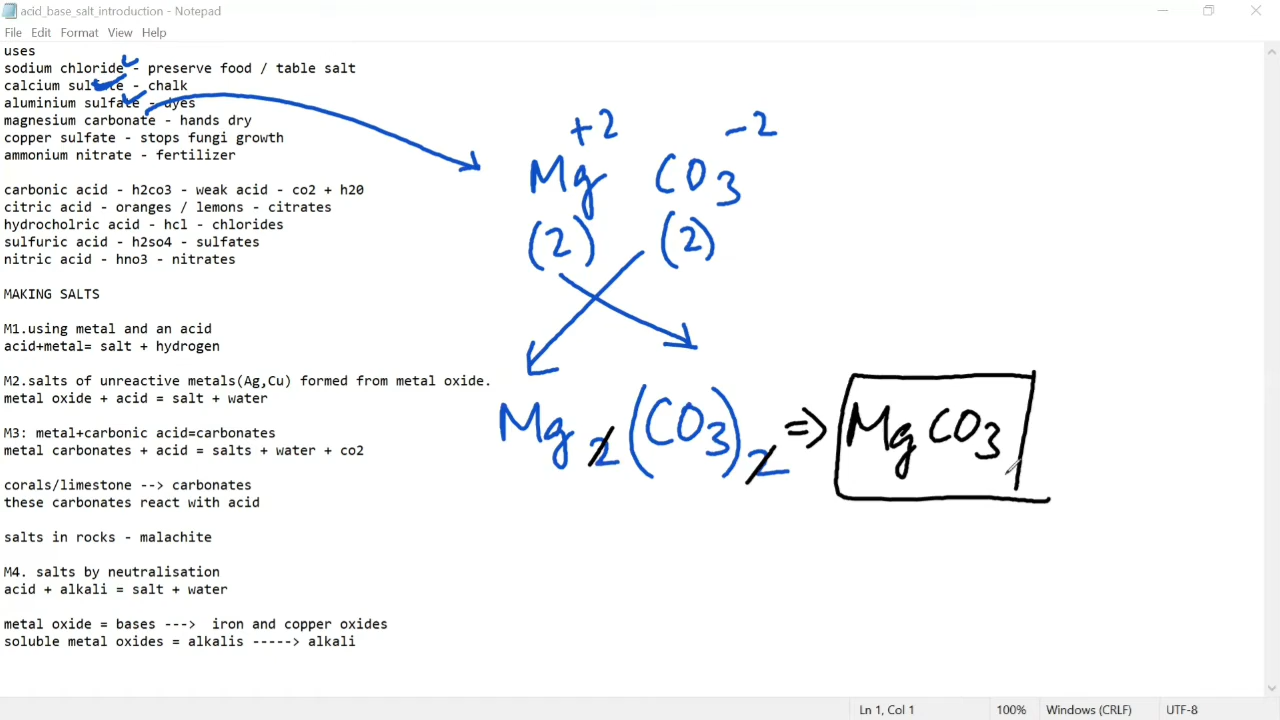 acid_base_salt_introduction - Notepad
File Edit Format View Help
uses
sodium chloride - preserve food / table salt
calcium sulfate - chalk
aluminium sulfate - dyes
magnesium carbonate - hands dry
copper sulfate - stops fungi growth
ammonium nitrate - fertilizer
carbonic acid - h2co3 - weak acid - co2 + h20
citric acid - oranges / lemons - citrates
hydrocholric acid - hcl - chlorides
sulfuric acid - h2so4 - sulfates
nitric acid - hno3 - nitrates
MAKING SALTS
M1.using metal and an acid
acid+metal= salt + hydrogen
M2.salts of unreactive metals(Ag,Cu) formed from metal oxide.
metal oxide + acid = salt + water
M3: metal+carbonic acid=carbonates
metal carbonates + acid = salts + water + co2
corals/limestone --> carbonates
these carbonates react with acid
salts in rocks - malachite
M4. salts by neutralisation
acid + alkali = salt + water
metal oxide = bases ---> iron and copper oxides
soluble metal oxides = alkalis -----> alkali
+2 -2
Mg CO3
(2) (2)
Mg2(CO3)2 => MgCO3
Ln 1, Col 1 100% Windows (CRLF) UTF-8